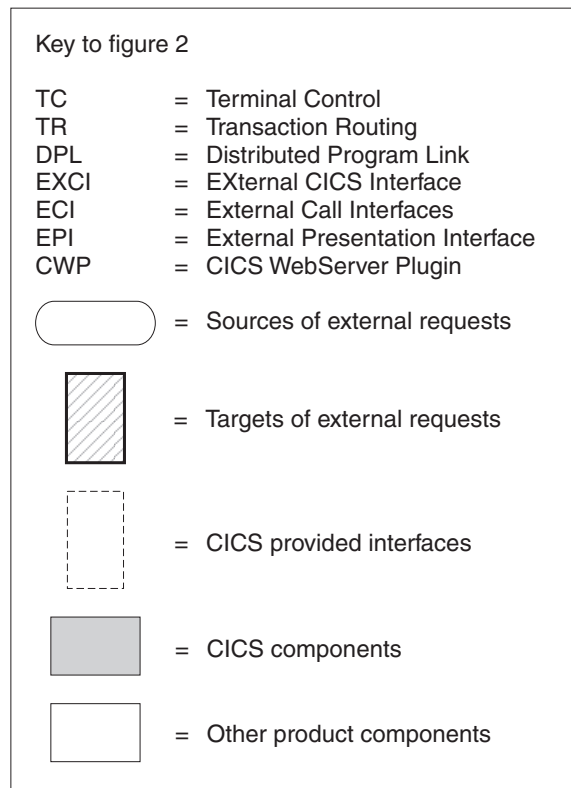 Key to figure 2
TC = Terminal Control
TR = Transaction Routing
DPL = Distributed Program Link
EXCI = EXternal CICS Interface
ECI = External Call Interfaces
EPI = External Presentation Interface
CWP = CICS WebServer Plugin
= Sources of external requests
= Targets of external requests
= CICS provided interfaces
= CICS components
= Other product components